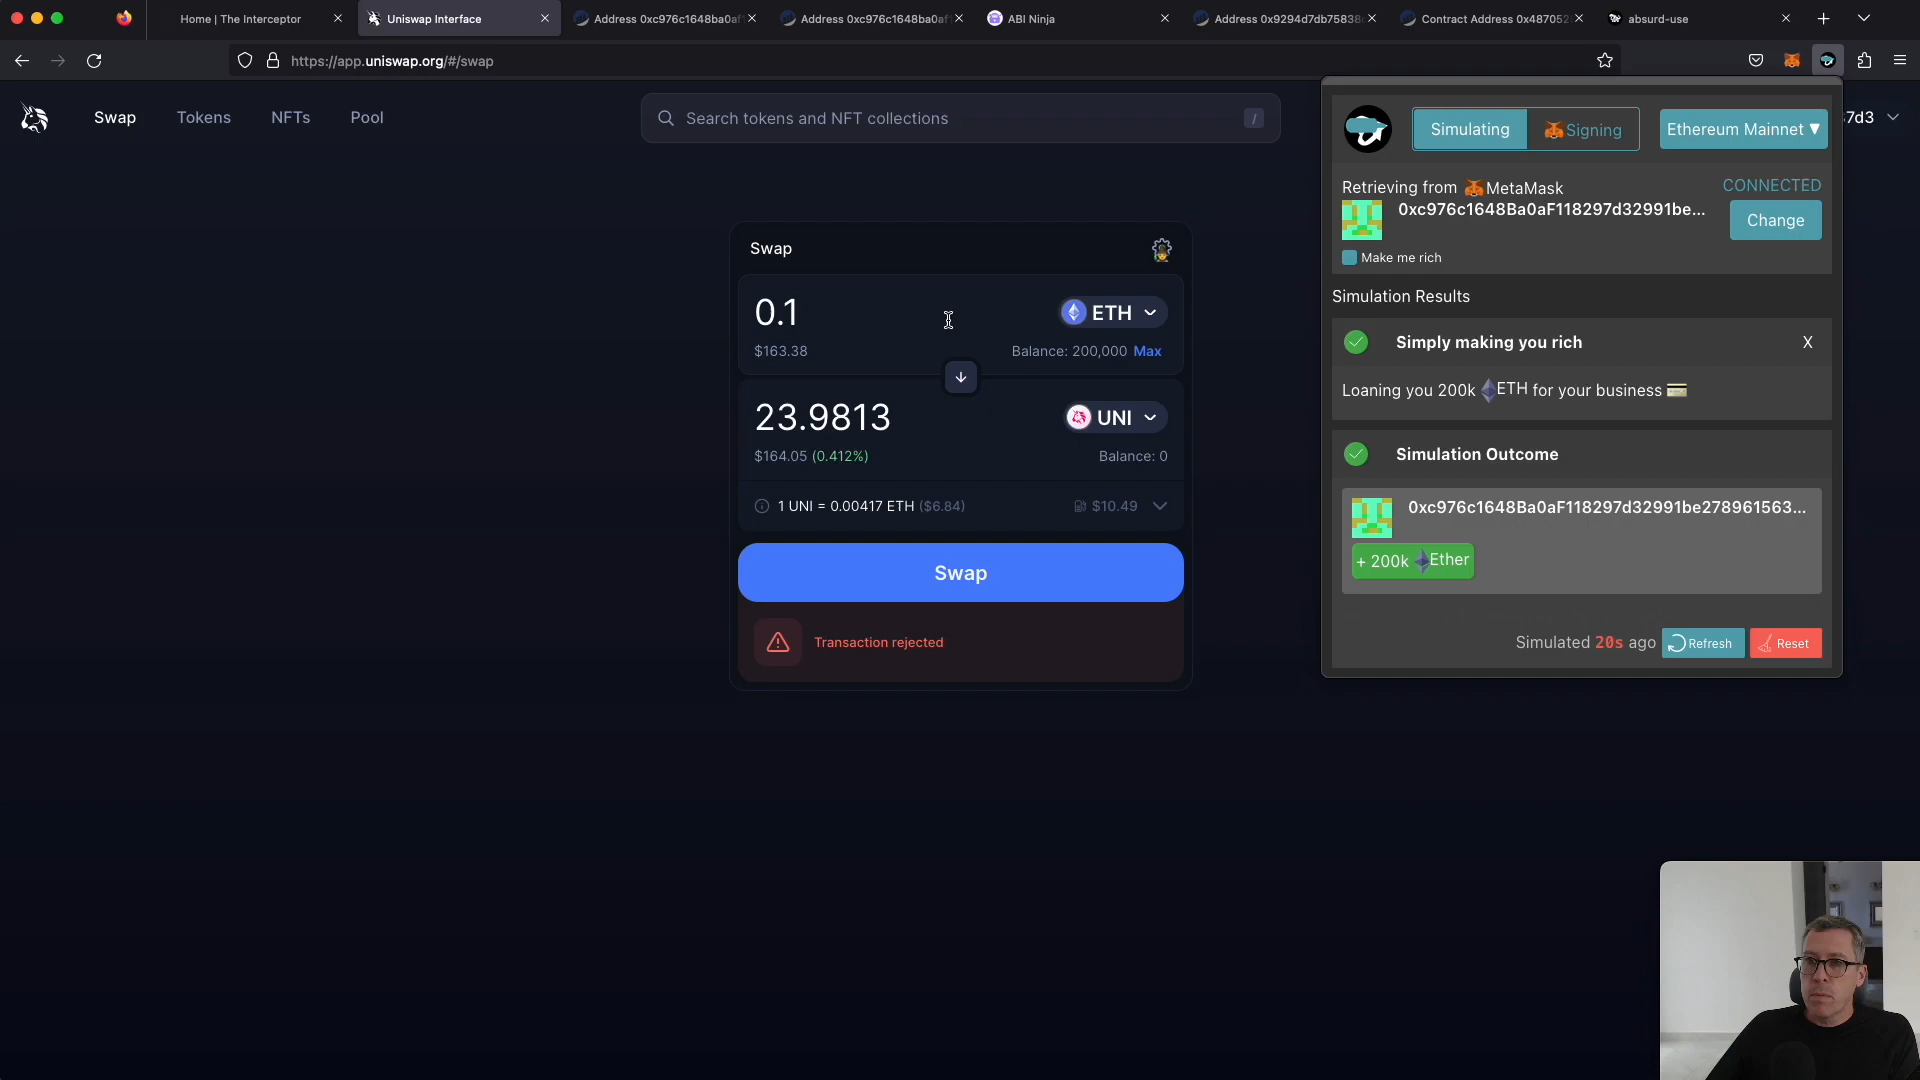 Home | The Interceptor
Uniswap Interface
Address 0xc976c1648ba0af
Address 0xc976c1648ba0af
ABI Ninja
Address 0x9294d7db75838
Contract Address 0x487052
absurd-use
https://app.uniswap.org/#/swap
Swap
Tokens
NFTs
Pool
Search tokens and NFT collections
/
7d3
Simulating
Signing
Ethereum Mainnet ▼
Retrieving from MetaMask
CONNECTED
0xc976c1648Ba0aF118297d32991be...
Change
Make me rich
Simulation Results
Simply making you rich
X
Loaning you 200k ETH for your business
Simulation Outcome
0xc976c1648Ba0aF118297d32991be278961563...
+ 200k Ether
Simulated 20s ago
Refresh
Reset
Swap
0.1
ETH
$163.38
Balance: 200,000 Max
23.9813
UNI
$164.05 (0.412%)
Balance: 0
1 UNI = 0.00417 ETH ($6.84)
$10.49
Swap
Transaction rejected